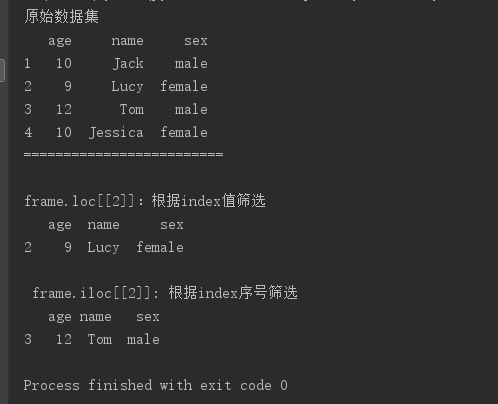 原始数据集
   age     name     sex
1   10     Jack    male
2    9     Lucy  female
3   12      Tom    male
4   10  Jessica  female
=========================
frame.loc[[2]]：根据index值筛选
   age  name     sex
2    9  Lucy  female
 frame.iloc[[2]]: 根据index序号筛选
   age name   sex
3   12  Tom  male
Process finished with exit code 0